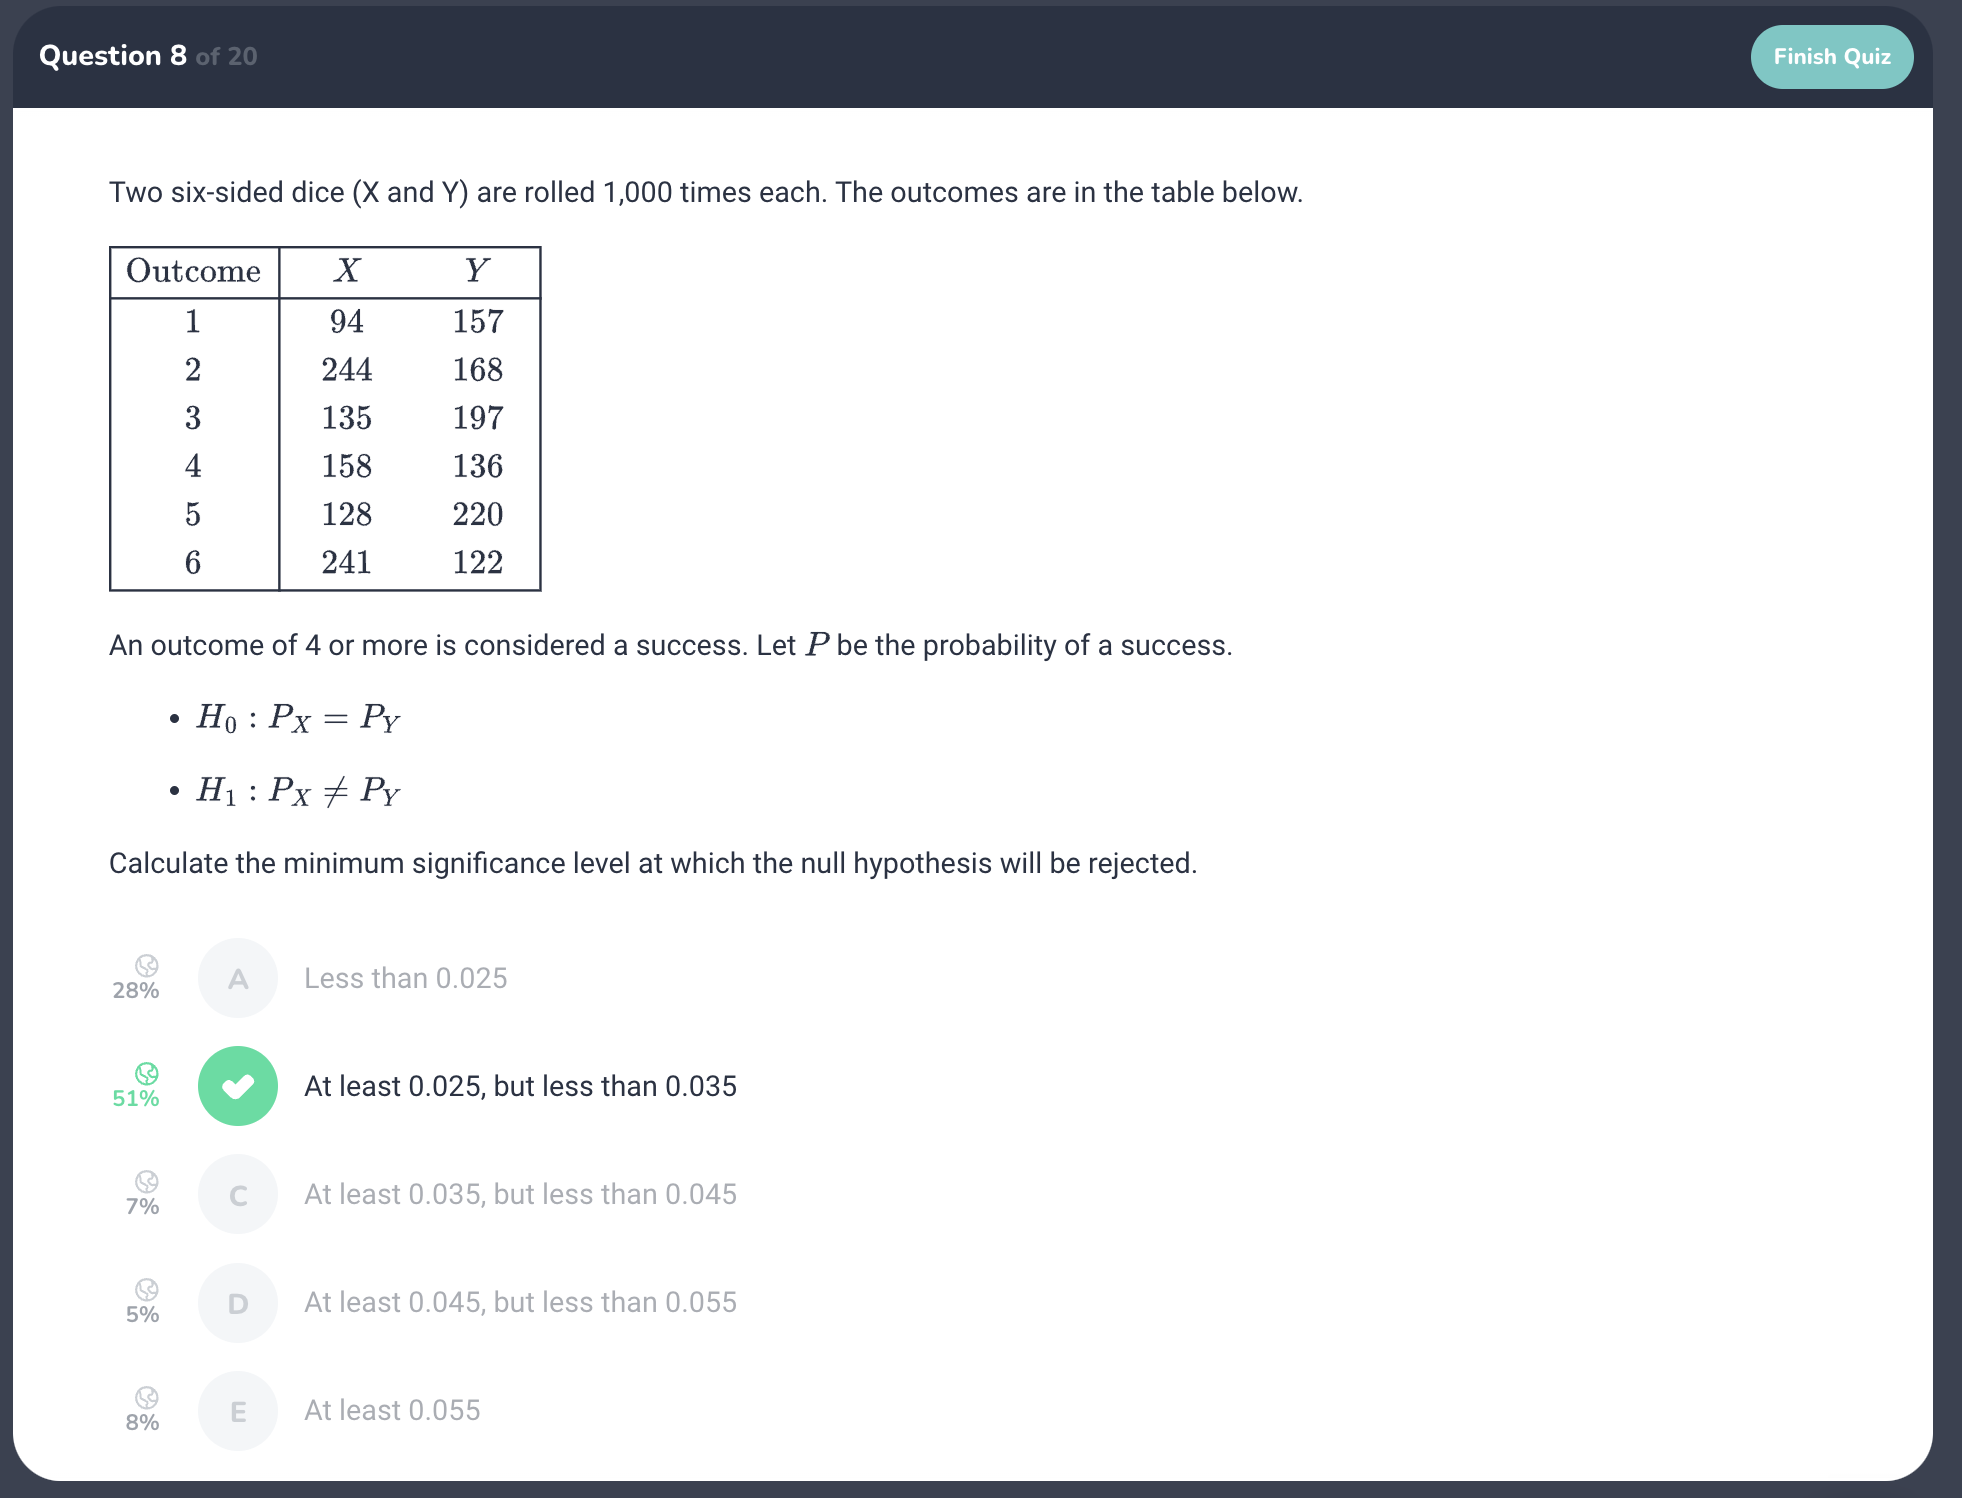 Question 8 of 20
Finish Quiz
Two six-sided dice (X and Y) are rolled 1,000 times each. The outcomes are in the table below.
Outcome X Y
1 94 157
2 244 168
3 135 197
4 158 136
5 128 220
6 241 122
An outcome of 4 or more is considered a success. Let P be the probability of a success.
• H₀ : P_X = P_Y
• H₁ : P_X ≠ P_Y
Calculate the minimum significance level at which the null hypothesis will be rejected.
28% A Less than 0.025
51% At least 0.025, but less than 0.035
7% C At least 0.035, but less than 0.045
5% D At least 0.045, but less than 0.055
8% E At least 0.055